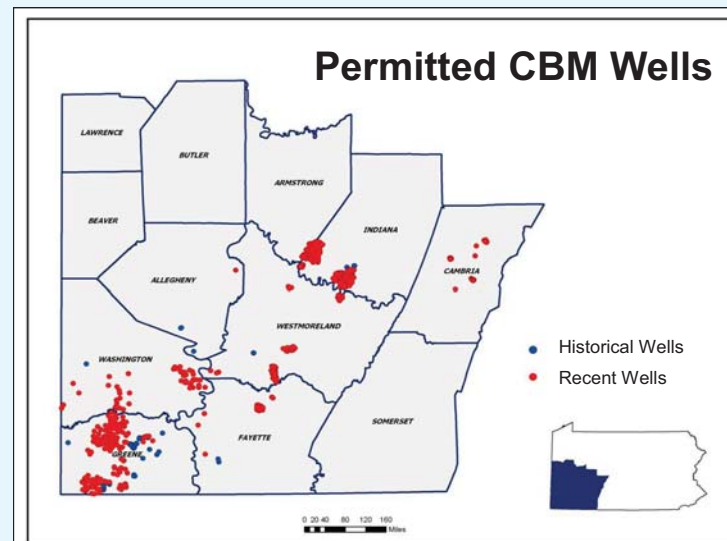 Permitted CBM Wells
LAWRENCE
BUTLER
ARMSTRONG
BEAVER
INDIANA
ALLEGHENY
CAMBRIA
WESTMORELAND
Historical Wells
WASHINGTON
Recent Wells
SOMERSET
FAYETTE
GREENE
0 20 40 80 120 160
Miles